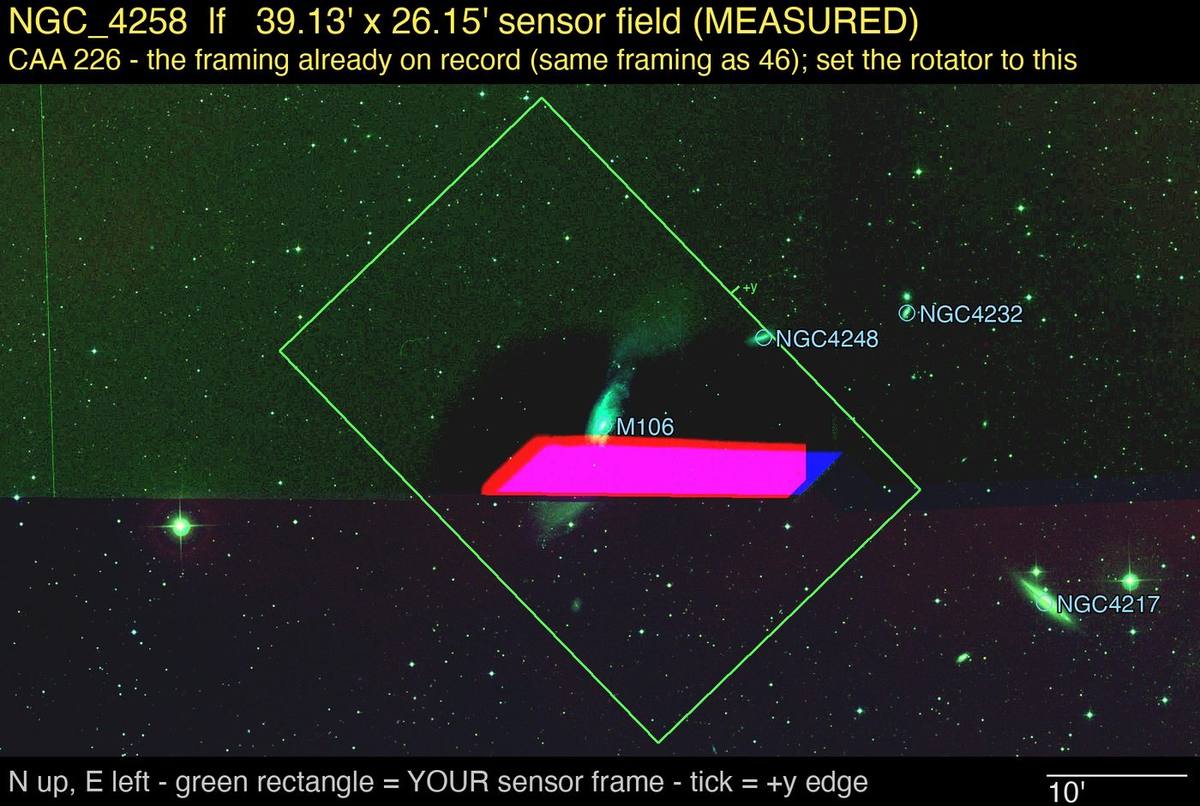 NGC_4258 lf 39.13' x 26.15' sensor field (MEASURED)
CAA 226 - the framing already on record (same framing as 46); set the rotator to this
+y
NGC4232
NGC4248
M106
NGC4217
N up, E left - green rectangle = YOUR sensor frame - tick = +y edge
10'